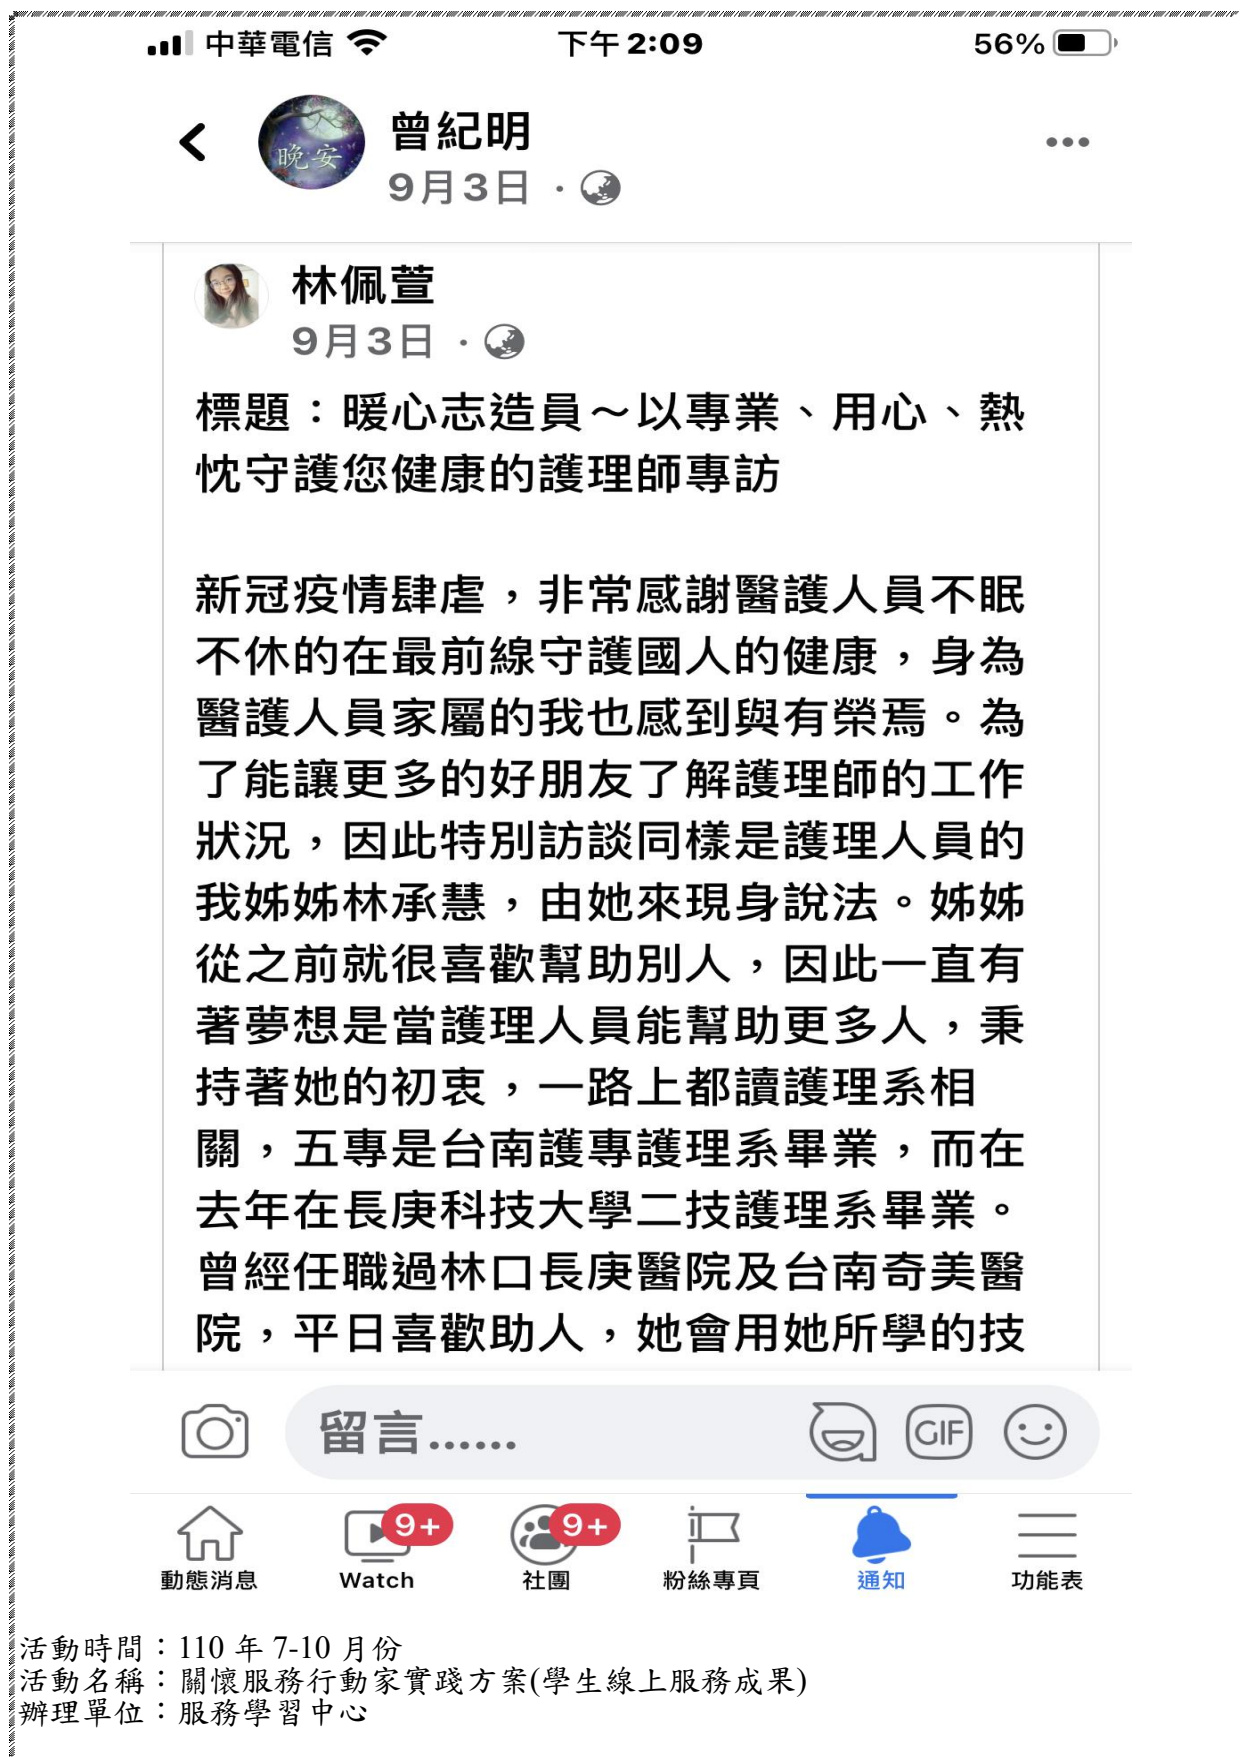 中華電信
下午 2:09
56%
曾紀明
9月3日 ·
晚安
林佩萱
9月3日 ·
標題：暖心志造員～以專業、用心、熱
忱守護您健康的護理師專訪
新冠疫情肆虐，非常感謝醫護人員不眠
不休的在最前線守護國人的健康，身為
醫護人員家屬的我也感到與有榮焉。為
了能讓更多的好朋友了解護理師的工作
狀況，因此特別訪談同樣是護理人員的
我姊姊林承慧，由她來現身說法。姊姊
從之前就很喜歡幫助別人，因此一直有
著夢想是當護理人員能幫助更多人，秉
持著她的初衷，一路上都讀護理系相
關，五專是台南護專護理系畢業，而在
去年在長庚科技大學二技護理系畢業。
曾經任職過林口長庚醫院及台南奇美醫
院，平日喜歡助人，她會用她所學的技
留言......
GIF
9+
9+
動態消息
Watch
社團
粉絲專頁
通知
功能表
活動時間：110 年 7-10 月份
活動名稱：關懷服務行動家實踐方案(學生線上服務成果)
辦理單位：服務學習中心